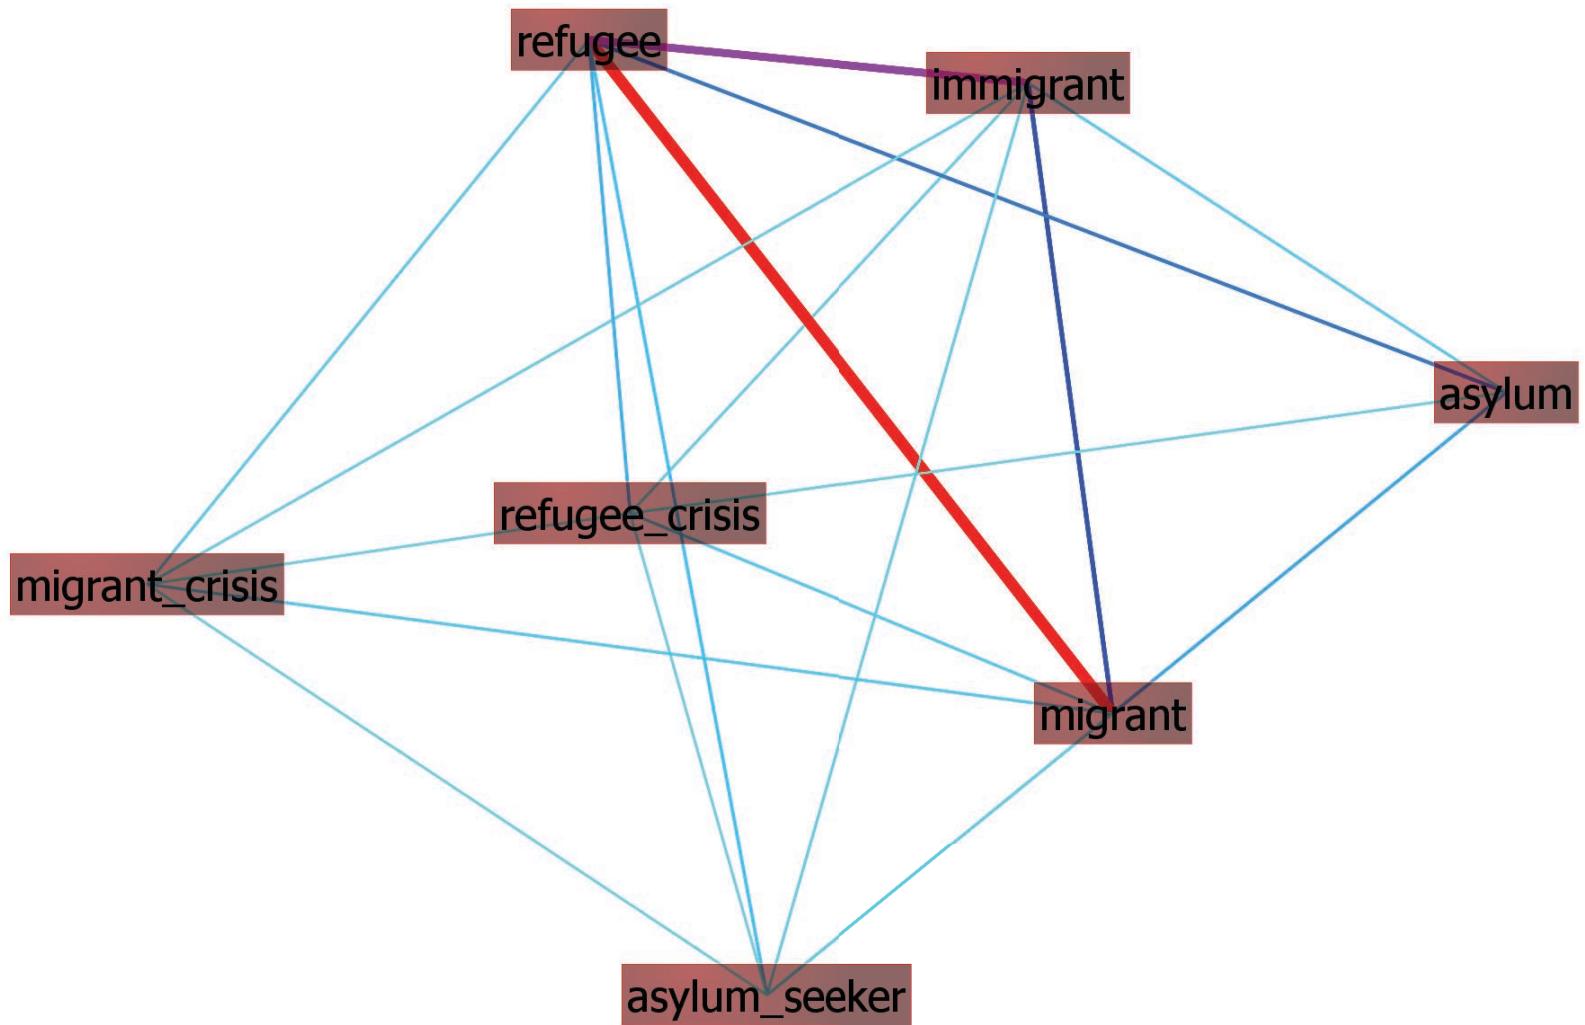 refugee
immigrant
asylum
refugee_crisis
migrant_crisis
migrant
asylum_seeker